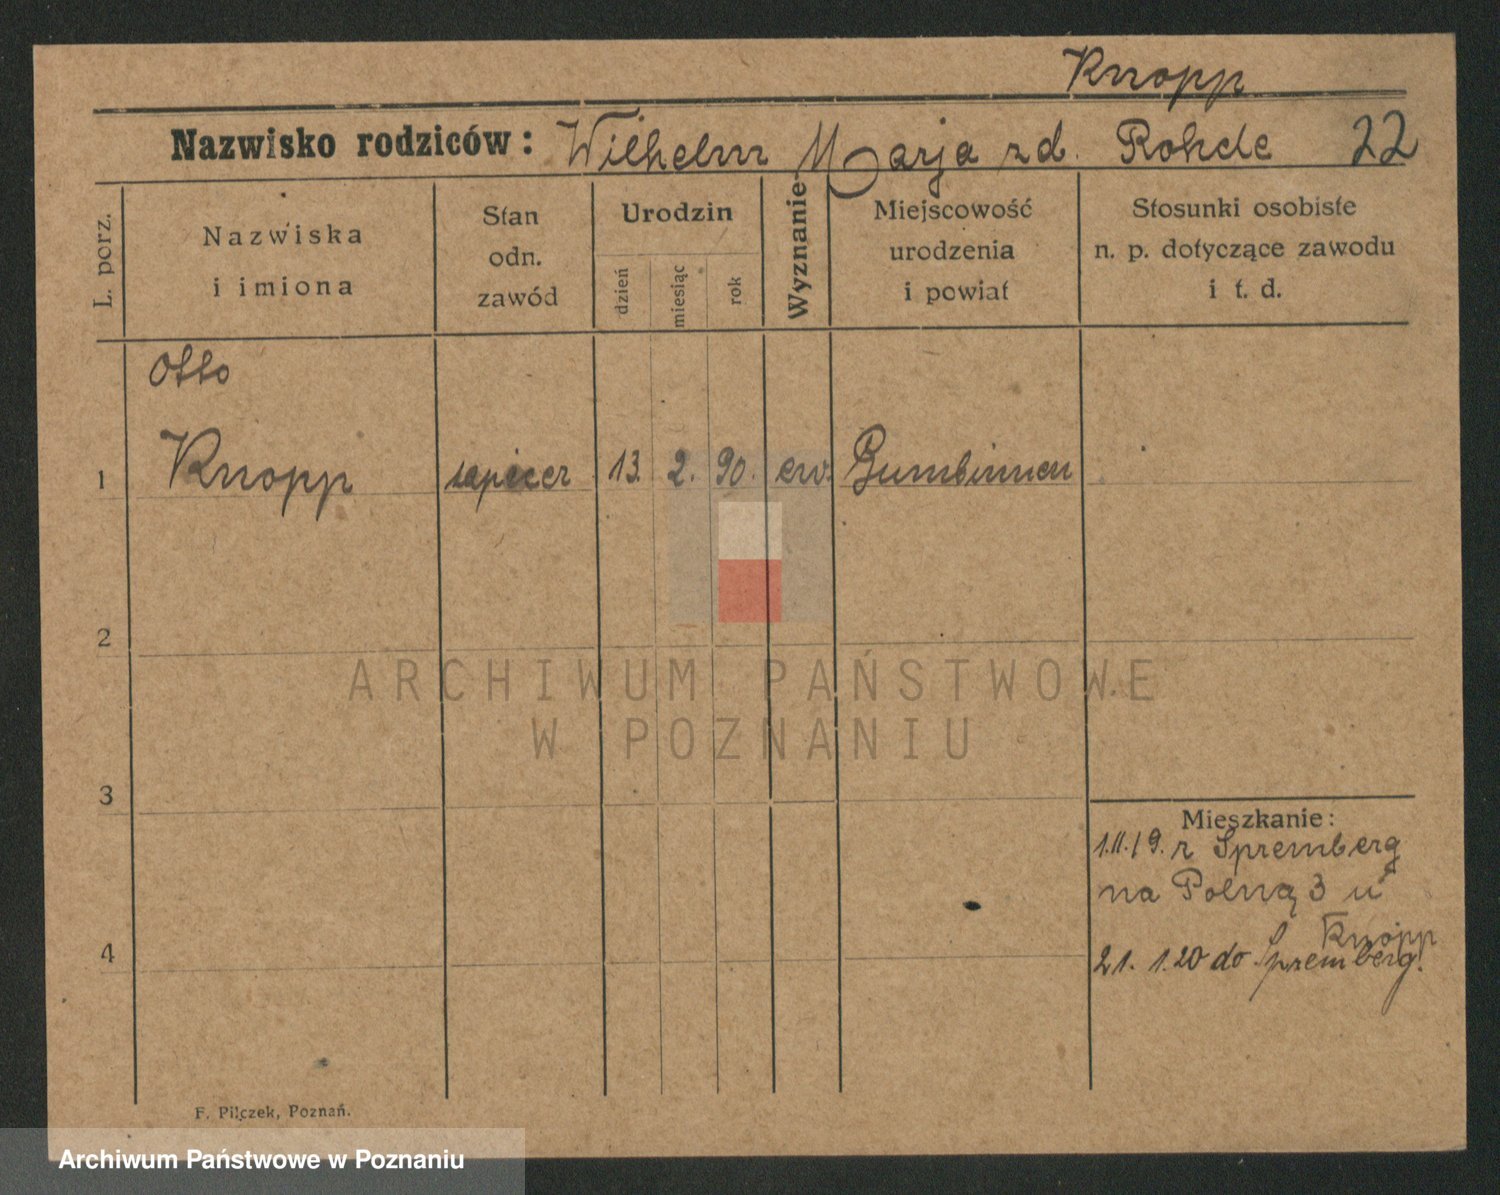 Knopp
Nazwisko rodziców: Wilhelm Marja zd. Rohde 22
L. porz.
Nazwiska
i imiona
Stan
odn.
zawód
Urodzin
dzień
miesiąc
rok
Wyznanie
Miejscowość
urodzenia
i powiat
Stosunki osobiste
n. p. dotyczące zawodu
i t. d.
Otto
1 Knopp tapicer 13. 2. 90. ew. Gumbinnen
2
ARCHIWUM PAŃSTWOWE
W POZNANIU
3
Mieszkanie:
1.11.19. z Spremberg
na Polną 3 u
Knopp
4
21. 1.20 do Spremberg.
F. Pilczek, Poznań.
Archiwum Państwowe w Poznaniu